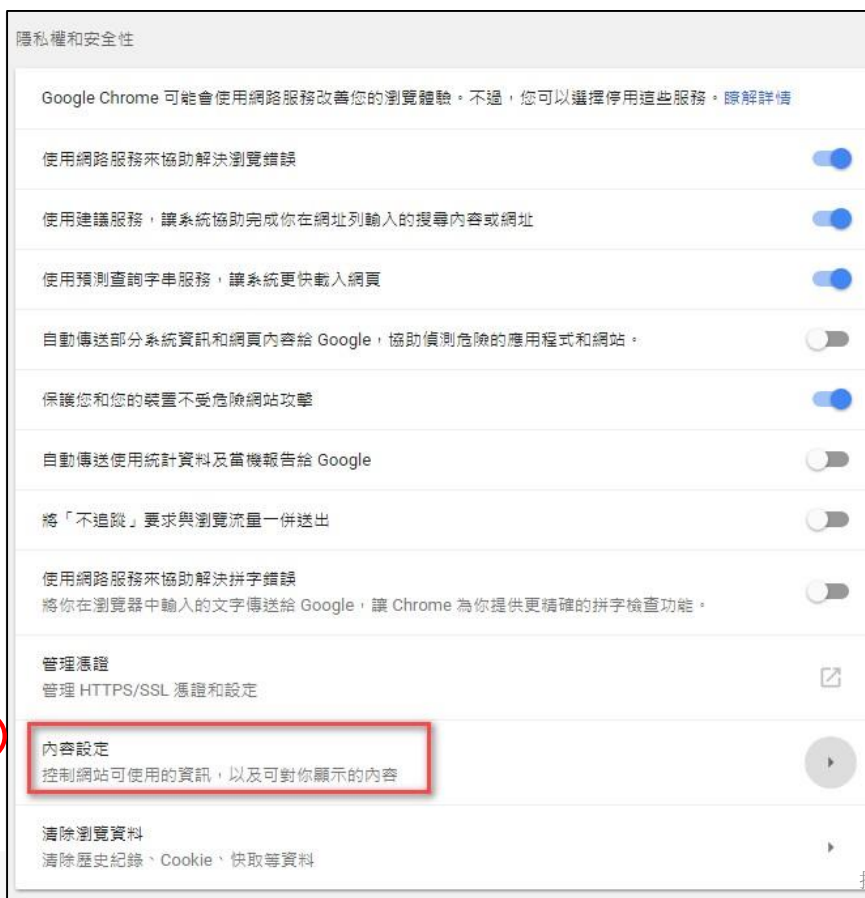 隱私權和安全性
Google Chrome 可能會使用網路服務改善您的瀏覽體驗。不過，您可以選擇停用這些服務。瞭解詳情
使用網路服務來協助解決瀏覽錯誤
使用建議服務，讓系統協助完成你在網址列輸入的搜尋內容或網址
使用預測查詢字串服務，讓系統更快載入網頁
自動傳送部分系統資訊和網頁內容給 Google，協助偵測危險的應用程式和網站。
保護您和您的裝置不受危險網站攻擊
自動傳送使用統計資料及當機報告給 Google
將「不追蹤」要求與瀏覽流量一併送出
使用網路服務來協助解決拼字錯誤
將你在瀏覽器中輸入的文字傳送給 Google，讓 Chrome 為你提供更精確的拼字檢查功能。
管理憑證
管理 HTTPS/SSL 憑證和設定
內容設定
控制網站可使用的資訊，以及可對你顯示的內容
清除瀏覽資料
清除歷史紀錄、Cookie、快取等資料